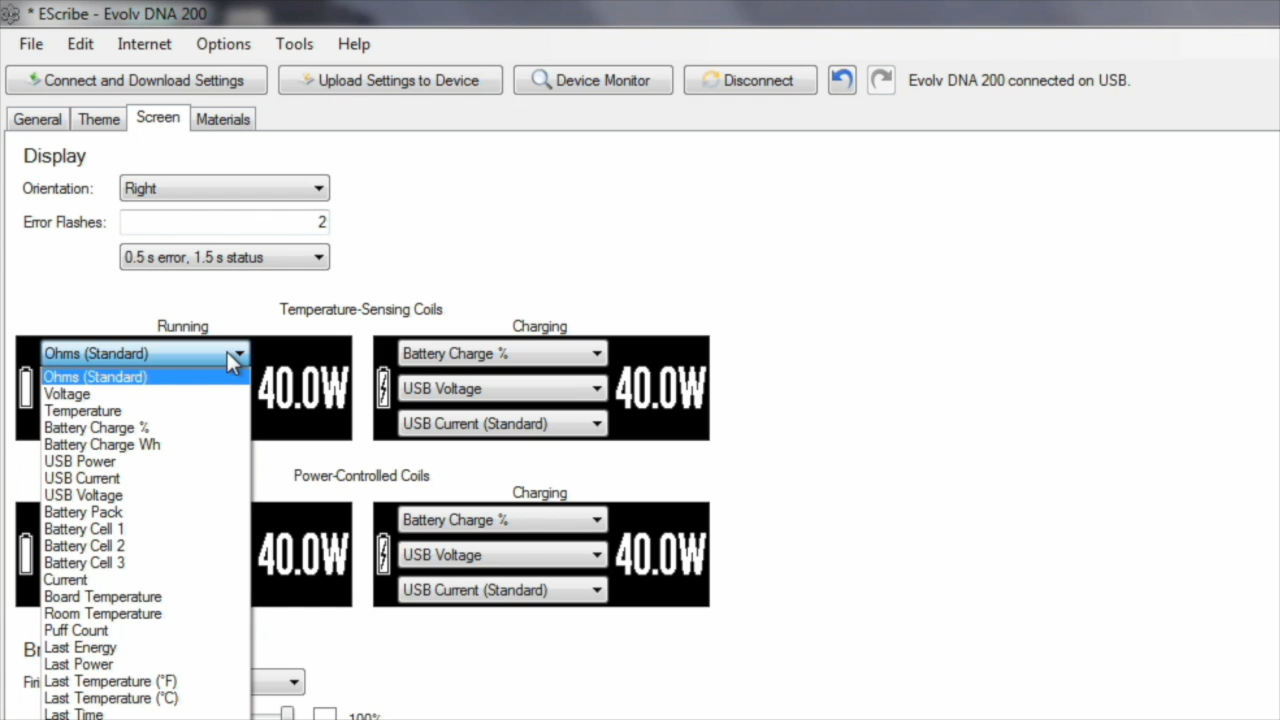 * EScribe - Evolv DNA 200
File Edit Internet Options Tools Help
Connect and Download Settings Upload Settings to Device Device Monitor Disconnect Evolv DNA 200 connected on USB.
General Theme Screen Materials
Display
Orientation: Right
Error Flashes: 2
0.5 s error, 1.5 s status
Temperature-Sensing Coils
Running Charging
Ohms (Standard)
40.0W
Battery Charge %
USB Voltage
USB Current (Standard)
40.0W
Ohms (Standard)
Voltage
Temperature
Battery Charge %
Battery Charge Wh
USB Power
USB Current
USB Voltage
Battery Pack
Battery Cell 1
Battery Cell 2
Battery Cell 3
Current
Board Temperature
Room Temperature
Puff Count
Last Energy
Last Power
Last Temperature (°F)
Last Temperature (°C)
Last Time
Power-Controlled Coils
Charging
40.0W
Battery Charge %
USB Voltage
USB Current (Standard)
40.0W
100%